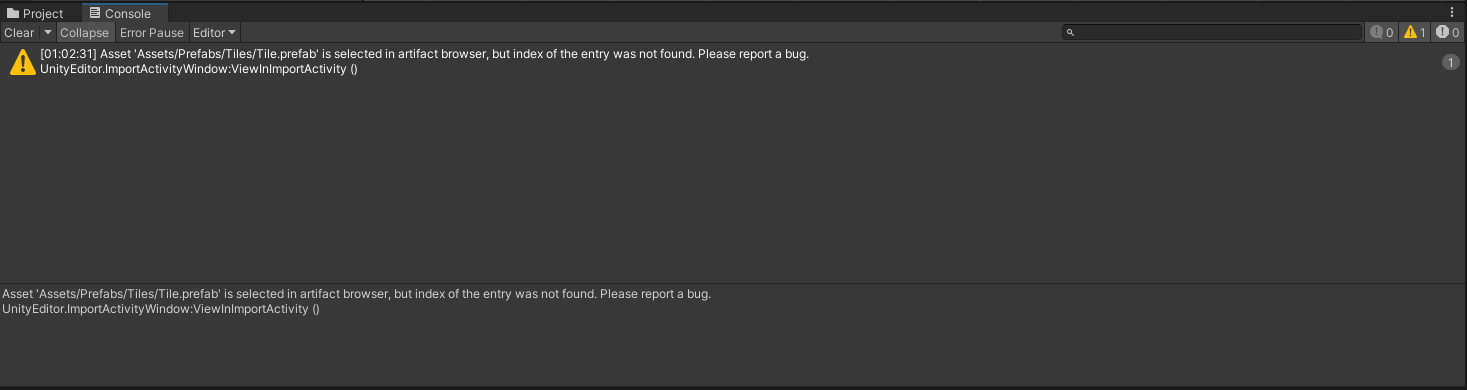 Project Console
Clear Collapse Error Pause Editor 0 1 0
[01:02:31] Asset 'Assets/Prefabs/Tiles/Tile.prefab' is selected in artifact browser, but index of the entry was not found. Please report a bug.
UnityEditor.ImportActivityWindow:ViewInImportActivity ()
1
Asset 'Assets/Prefabs/Tiles/Tile.prefab' is selected in artifact browser, but index of the entry was not found. Please report a bug.
UnityEditor.ImportActivityWindow:ViewInImportActivity ()